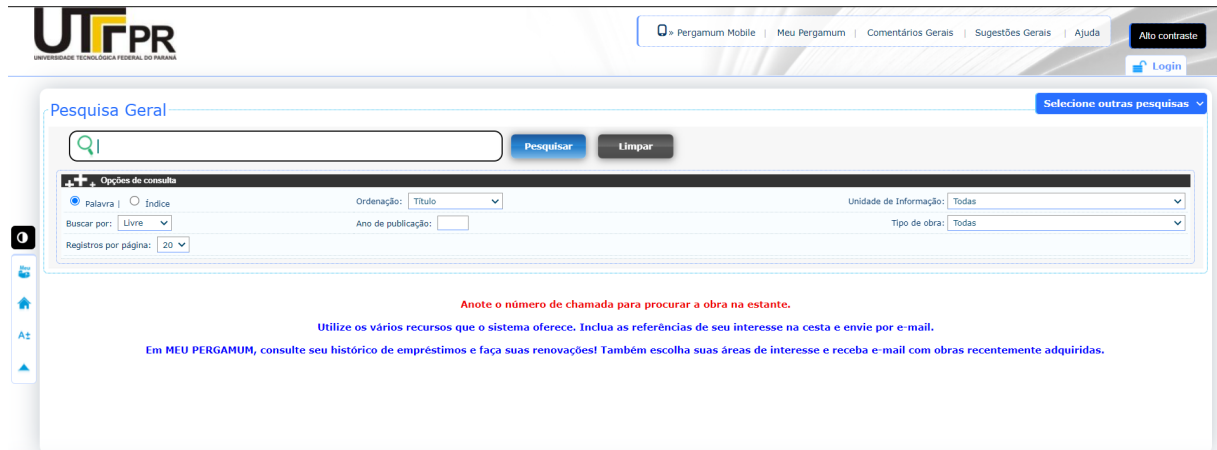 UTFPR
UNIVERSIDADE TECNOLÓGICA FEDERAL DO PARANÁ
» Pergamum Mobile | Meu Pergamum | Comentários Gerais | Sugestões Gerais | Ajuda
Alto contraste
Login
Pesquisa Geral
Selecione outras pesquisas
Pesquisar
Limpar
Opções de consulta
Palavra | Índice
Ordenação: Título
Unidade de Informação: Todas
Buscar por: Livre
Ano de publicação:
Tipo de obra: Todas
Registros por página: 20
Meu
A±
Anote o número de chamada para procurar a obra na estante.
Utilize os vários recursos que o sistema oferece. Inclua as referências de seu interesse na cesta e envie por e-mail.
Em MEU PERGAMUM, consulte seu histórico de empréstimos e faça suas renovações! Também escolha suas áreas de interesse e receba e-mail com obras recentemente adquiridas.